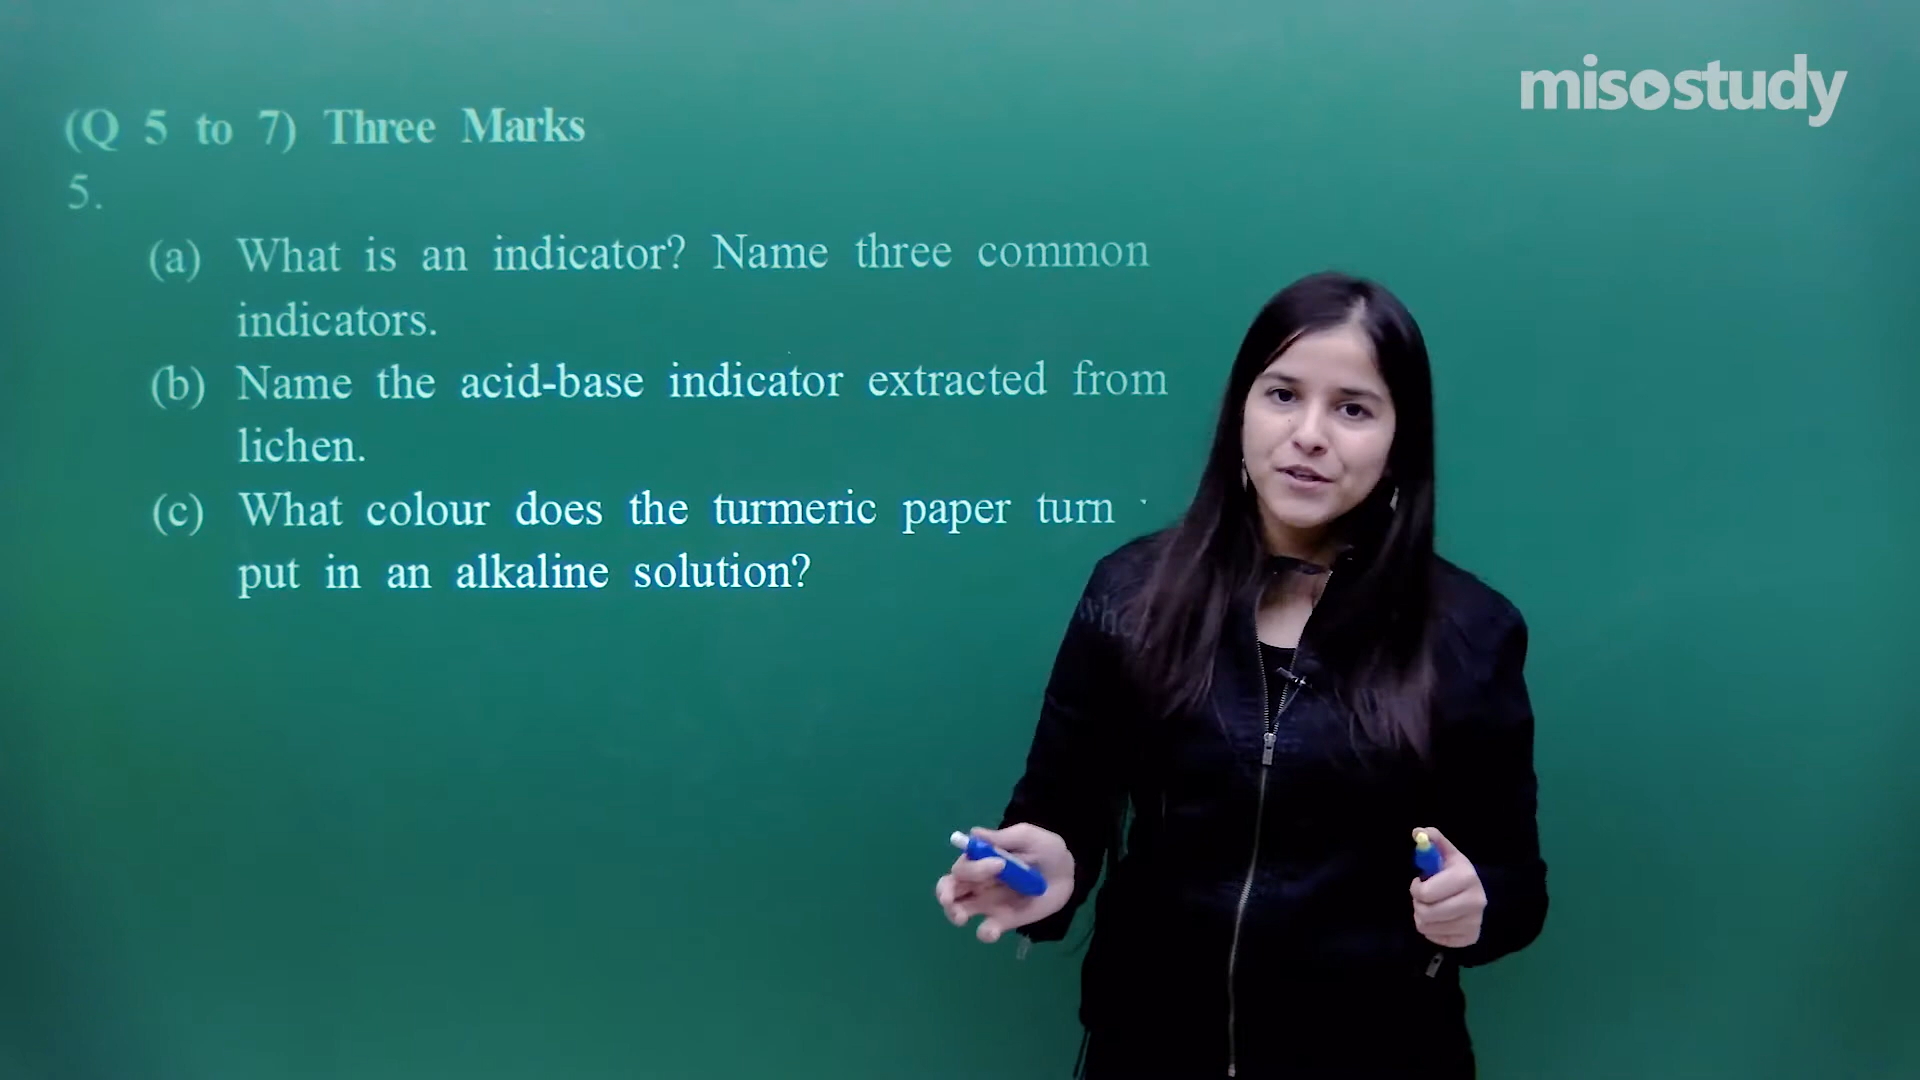 misostudy
(Q 5 to 7) Three Marks
5.
(a) What is an indicator? Name three common
indicators.
(b) Name the acid-base indicator extracted from
lichen.
(c) What colour does the turmeric paper turn
put in an alkaline solution?